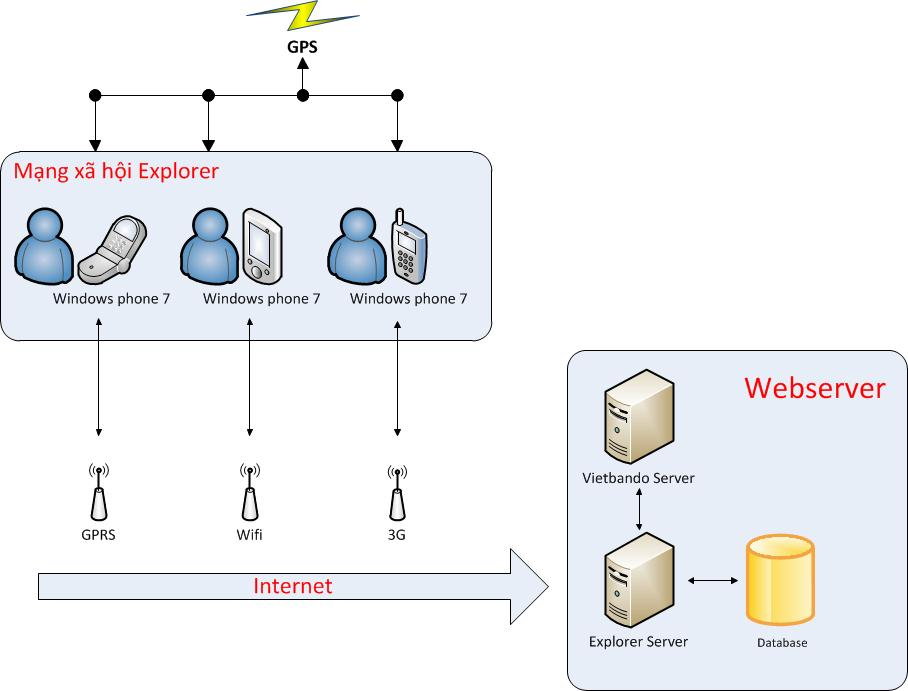 GPS
Mạng xã hội Explorer
Windows phone 7
Windows phone 7
Windows phone 7
GPRS
Wifi
3G
Internet
Webserver
Vietbando Server
Explorer Server
Database